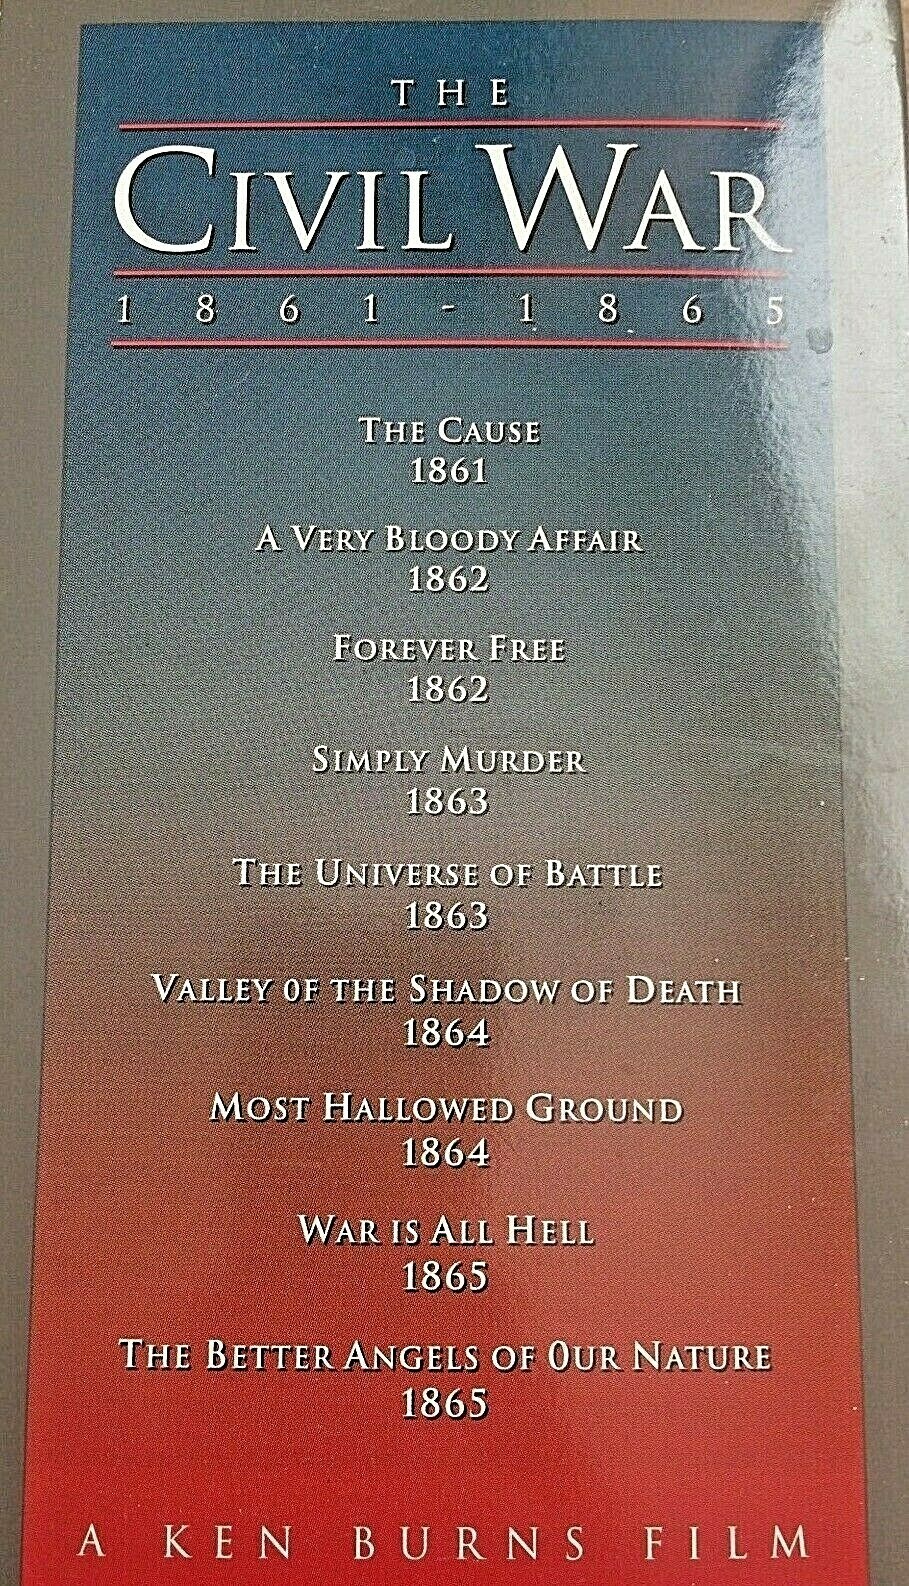 THE
CIVIL WAR
1861-1865
THE CAUSE
1861
A VERY BLOODY AFFAIR
1862
FOREVER FREE
1862
SIMPLY MURDER
1863
THE UNIVERSE OF BATTLE
1863
VALLEY OF THE SHADOW OF DEATH
1864
MOST HALLOWED GROUND
1864
WAR IS ALL HELL
1865
THE BETTER ANGELS OF OUR NATURE
1865
A KEN BURNS FILM